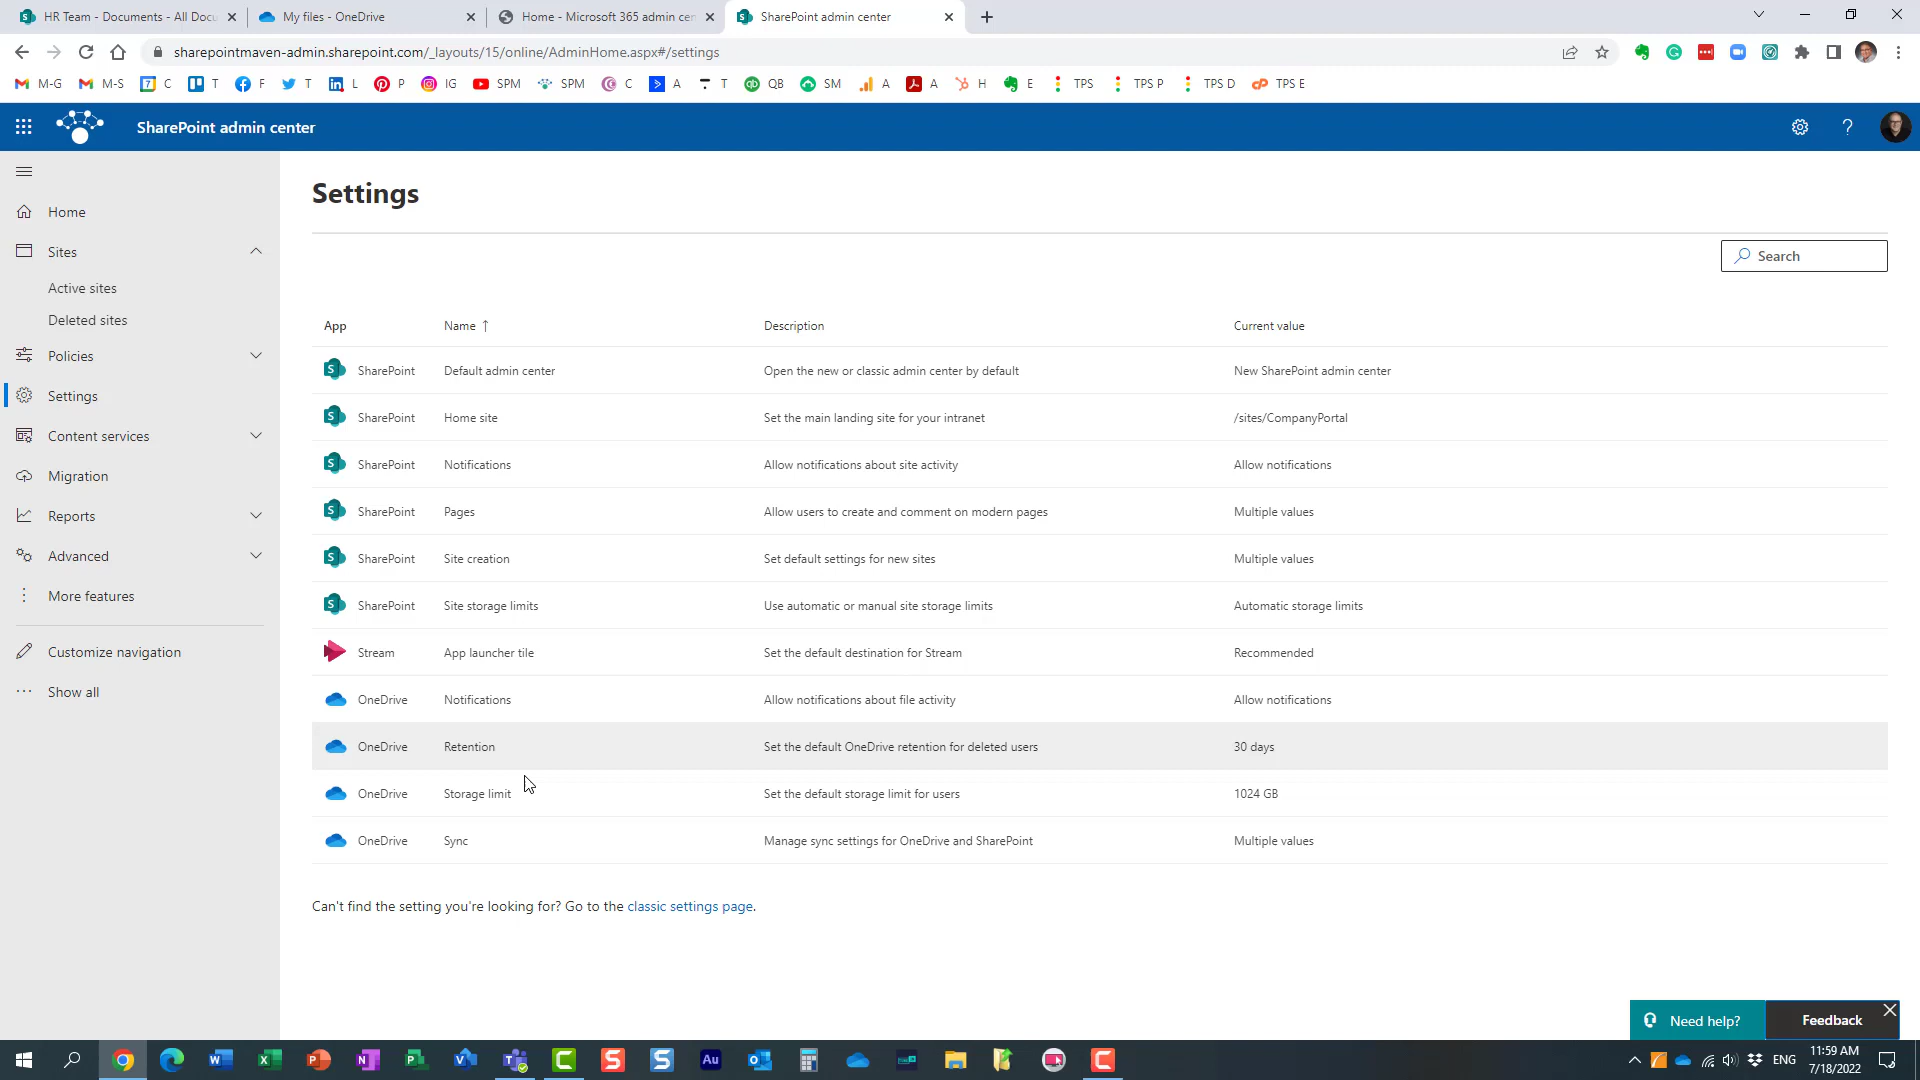 HR Team - Documents - All Docu
My files - OneDrive
Home - Microsoft 365 admin cen
SharePoint admin center
sharepointmaven-admin.sharepoint.com/_layouts/15/online/AdminHome.aspx#/settings
M-G
M-S
C
T
F
T
L
P
IG
SPM
SPM
C
A
T
QB
SM
A
A
H
E
TPS
TPS P
TPS D
TPS E
SharePoint admin center
Home
Sites
Active sites
Deleted sites
Policies
Settings
Content services
Migration
Reports
Advanced
More features
Customize navigation
Show all
Settings
Search
App Name ↑ Description Current value
SharePoint Default admin center Open the new or classic admin center by default New SharePoint admin center
SharePoint Home site Set the main landing site for your intranet /sites/CompanyPortal
SharePoint Notifications Allow notifications about site activity Allow notifications
SharePoint Pages Allow users to create and comment on modern pages Multiple values
SharePoint Site creation Set default settings for new sites Multiple values
SharePoint Site storage limits Use automatic or manual site storage limits Automatic storage limits
Stream App launcher tile Set the default destination for Stream Recommended
OneDrive Notifications Allow notifications about file activity Allow notifications
OneDrive Retention Set the default OneDrive retention for deleted users 30 days
OneDrive Storage limit Set the default storage limit for users 1024 GB
OneDrive Sync Manage sync settings for OneDrive and SharePoint Multiple values
Can't find the setting you're looking for? Go to the classic settings page.
Need help?
Feedback
ENG
11:59 AM
7/18/2022